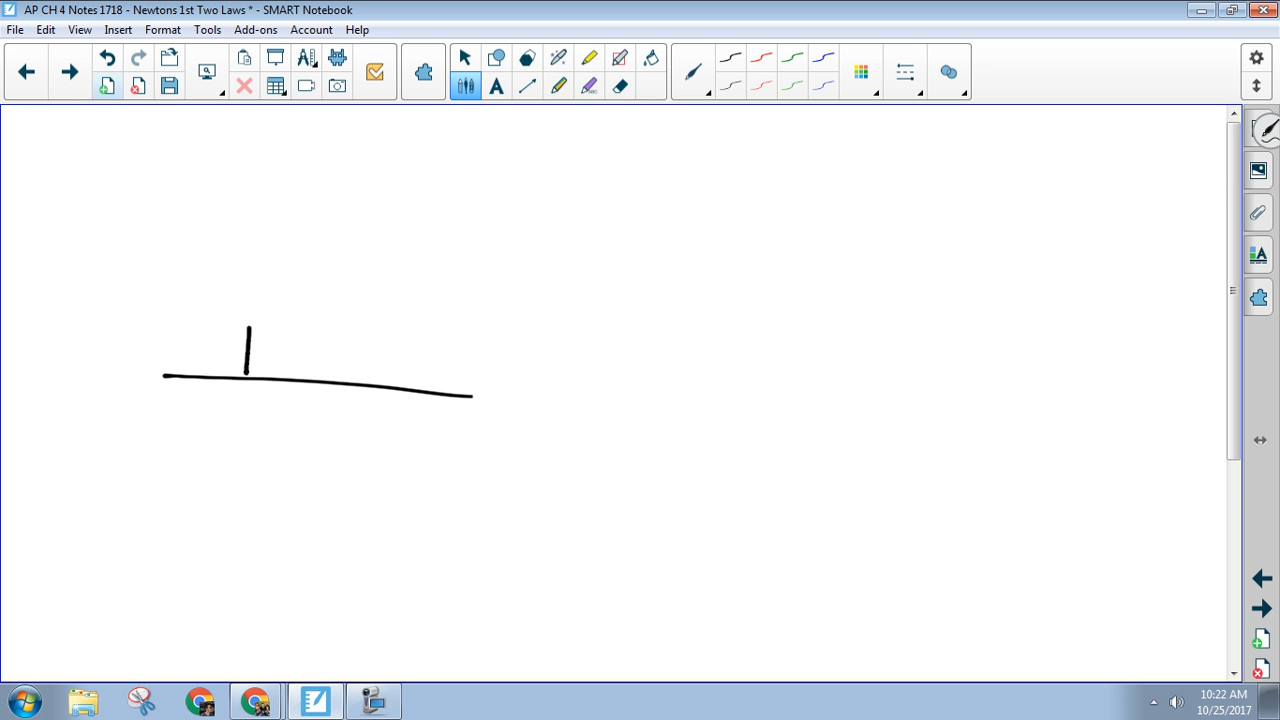 AP CH 4 Notes 1718 - Newtons 1st Two Laws * - SMART Notebook
File Edit View Insert Format Tools Add-ons Account Help
10:22 AM
10/25/2017